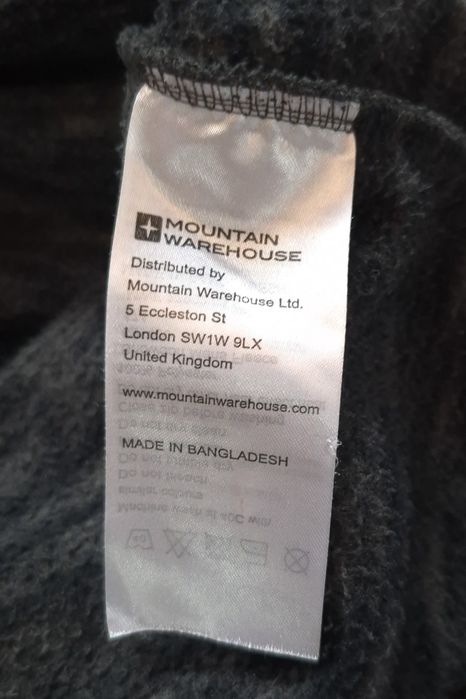 MOUNTAIN
WAREHOUSE
Distributed by
Mountain Warehouse Ltd.
5 Eccleston St
London SW1W 9LX
United Kingdom
www.mountainwarehouse.com
MADE IN BANGLADESH